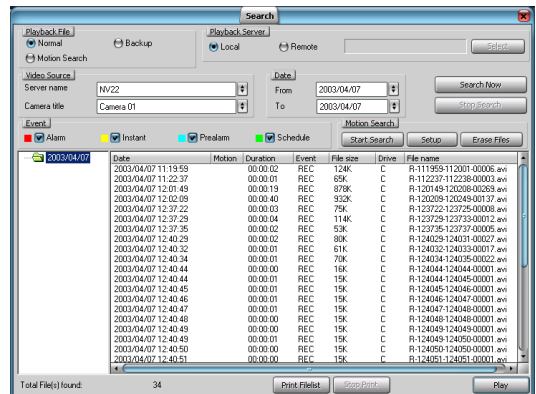 Search
Playback File
Normal
Backup
Motion Search
Playback Server
Local
Remote
Select
Video Source
Server name
NV22
Camera title
Camera 01
Date
From
2003/04/07
To
2003/04/07
Search Now
Stop Search
Event
Alarm
Instant
Prealarm
Schedule
Motion Search
Start Search
Setup
Erase Files
2003/04/07
Date Motion Duration Event File size Drive File name
2003/04/07 11:19:59 00:00:02 REC 124K C R-111959-112001-00006.avi
2003/04/07 11:22:37 00:00:01 REC 65K C R-112237-112238-00003.avi
2003/04/07 12:01:49 00:00:19 REC 878K C R-120149-120208-00269.avi
2003/04/07 12:02:09 00:00:40 REC 932K C R-120209-120249-00137.avi
2003/04/07 12:37:22 00:00:03 REC 75K C R-123722-123725-00008.avi
2003/04/07 12:37:29 00:00:04 REC 114K C R-123729-123733-00012.avi
2003/04/07 12:37:35 00:00:02 REC 53K C R-123735-123737-00005.avi
2003/04/07 12:40:29 00:00:02 REC 80K C R-124029-124031-00027.avi
2003/04/07 12:40:32 00:00:01 REC 61K C R-124032-124033-00017.avi
2003/04/07 12:40:34 00:00:01 REC 70K C R-124034-124035-00022.avi
2003/04/07 12:40:44 00:00:00 REC 16K C R-124044-124044-00001.avi
2003/04/07 12:40:44 00:00:01 REC 15K C R-124044-124045-00001.avi
2003/04/07 12:40:45 00:00:01 REC 15K C R-124045-124046-00001.avi
2003/04/07 12:40:46 00:00:01 REC 15K C R-124046-124047-00001.avi
2003/04/07 12:40:47 00:00:01 REC 15K C R-124047-124048-00001.avi
2003/04/07 12:40:48 00:00:00 REC 15K C R-124048-124048-00001.avi
2003/04/07 12:40:49 00:00:00 REC 15K C R-124049-124049-00001.avi
2003/04/07 12:40:49 00:00:01 REC 15K C R-124049-124050-00001.avi
2003/04/07 12:40:50 00:00:00 REC 15K C R-124050-124050-00001.avi
2003/04/07 12:40:51 00:00:00 REC 15K C R-124051-124051-00001.avi
Total File(s) found: 34
Print Filelist
Stop Print
Play